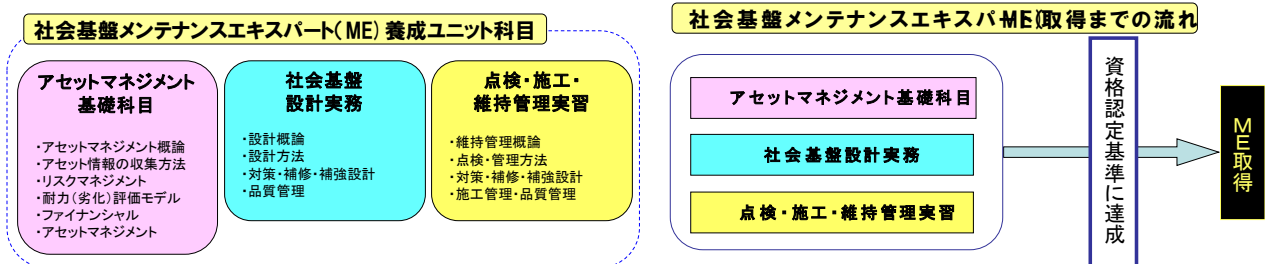 社会基盤メンテナンスエキスパート(ME)養成ユニット科目
アセットマネジメント
基礎科目
・アセットマネジメント概論
・アセット情報の収集方法
・リスクマネジメント
・耐力(劣化)評価モデル
・ファイナンシャル
・アセットマネジメント
社会基盤
設計実務
・設計概論
・設計方法
・対策・補修・補強設計
・品質管理
点検・施工・
維持管理実習
・維持管理概論
・点検・管理方法
・対策・補修・補強設計
・施工管理・品質管理
社会基盤メンテナンスエキスパート(ME)取得までの流れ
アセットマネジメント基礎科目
社会基盤設計実務
点検・施工・維持管理実習
資格認定基準に達成
ME取得